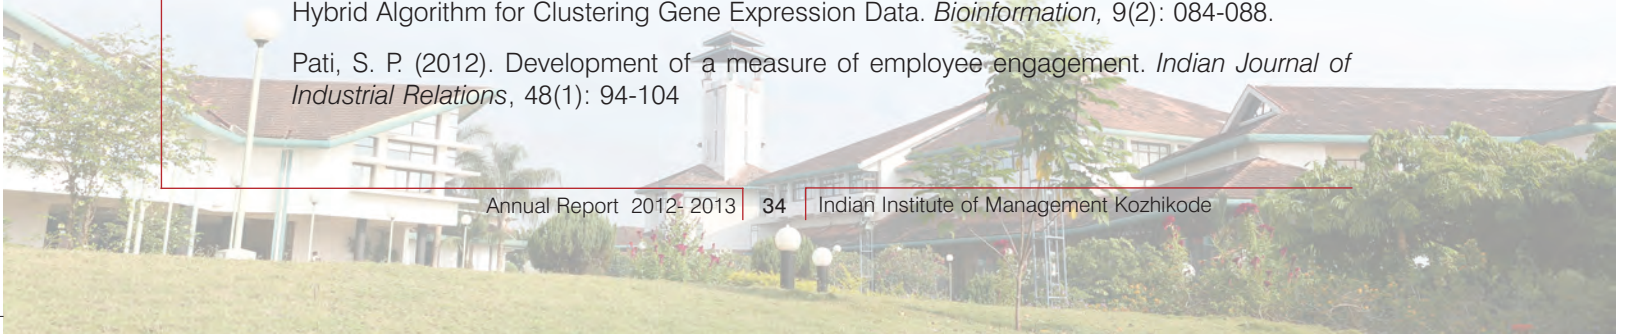 Hybrid Algorithm for Clustering Gene Expression Data. Bioinformation, 9(2): 084-088.
Pati, S. P. (2012). Development of a measure of employee engagement. Indian Journal of
Industrial Relations, 48(1): 94-104
Annual Report 2012- 2013 34 Indian Institute of Management Kozhikode